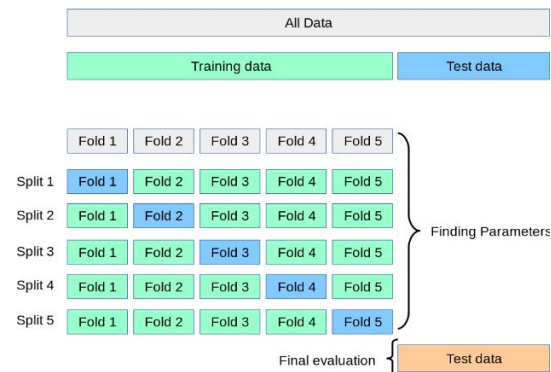 All Data
Training data Test data
Fold 1 Fold 2 Fold 3 Fold 4 Fold 5
Split 1 Fold 1 Fold 2 Fold 3 Fold 4 Fold 5
Split 2 Fold 1 Fold 2 Fold 3 Fold 4 Fold 5
Finding Parameters
Split 3 Fold 1 Fold 2 Fold 3 Fold 4 Fold 5
Split 4 Fold 1 Fold 2 Fold 3 Fold 4 Fold 5
Split 5 Fold 1 Fold 2 Fold 3 Fold 4 Fold 5
Final evaluation Test data